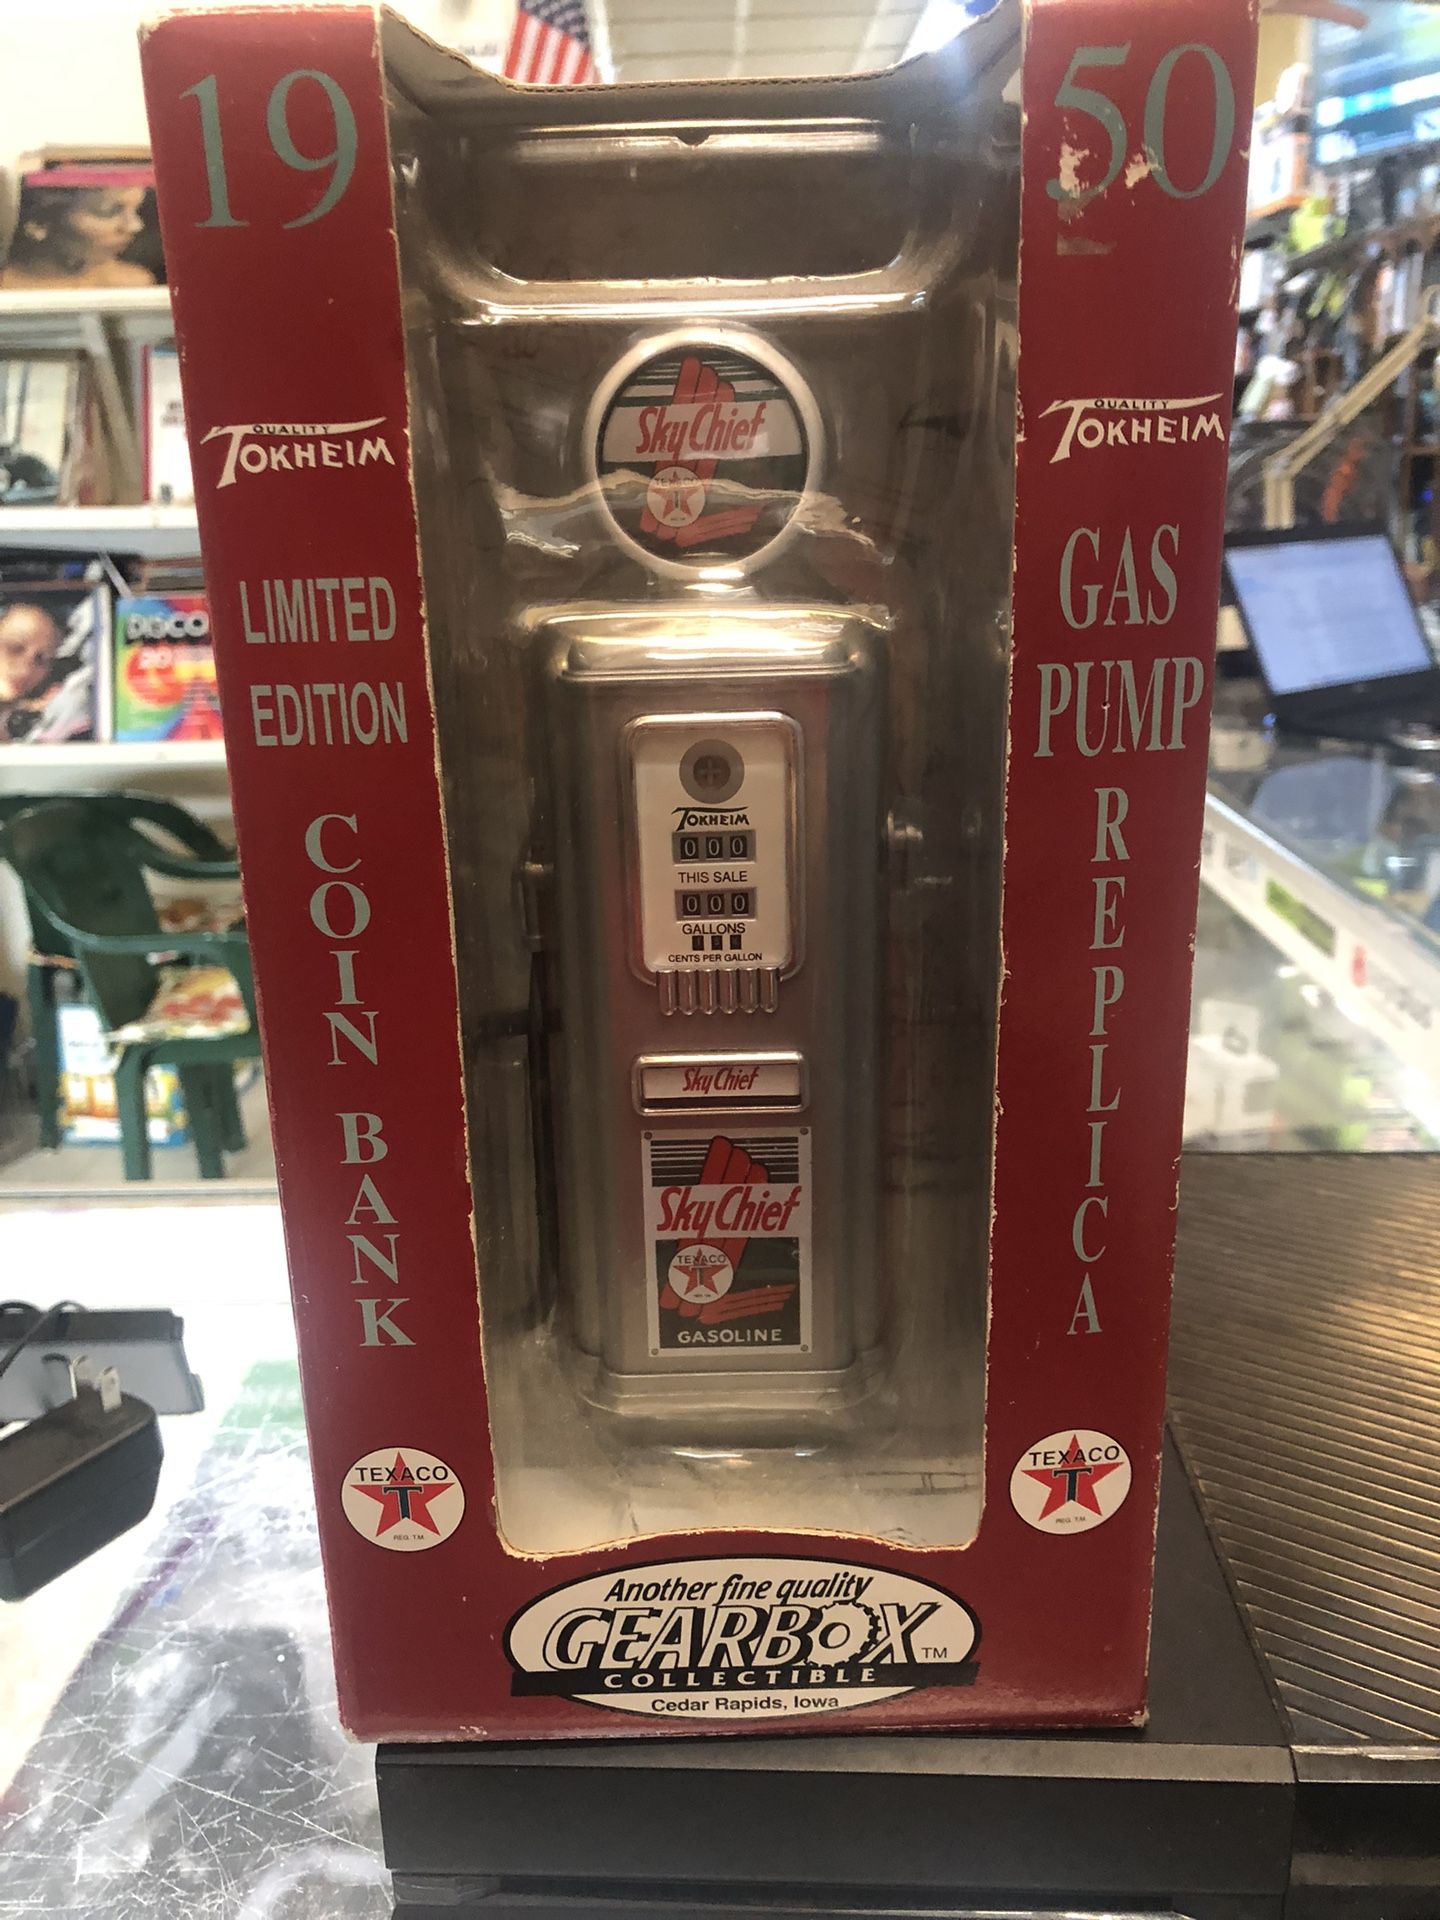 19
50
QUALITY
TOKHEIM
LIMITED
EDITION
COIN BANK
TEXACO
T
REG. T.M.
QUALITY
TOKHEIM
GAS
PUMP
REPLICA
TEXACO
T
REG. T.M.
Sky Chief
TEXACO
T
TOKHEIM
000
THIS SALE
000
GALLONS
CENTS PER GALLON
Sky Chief
Sky Chief
TEXACO
T
GASOLINE
Another fine quality
GEARBOX TM
COLLECTIBLE
Cedar Rapids, Iowa
DISCO
20